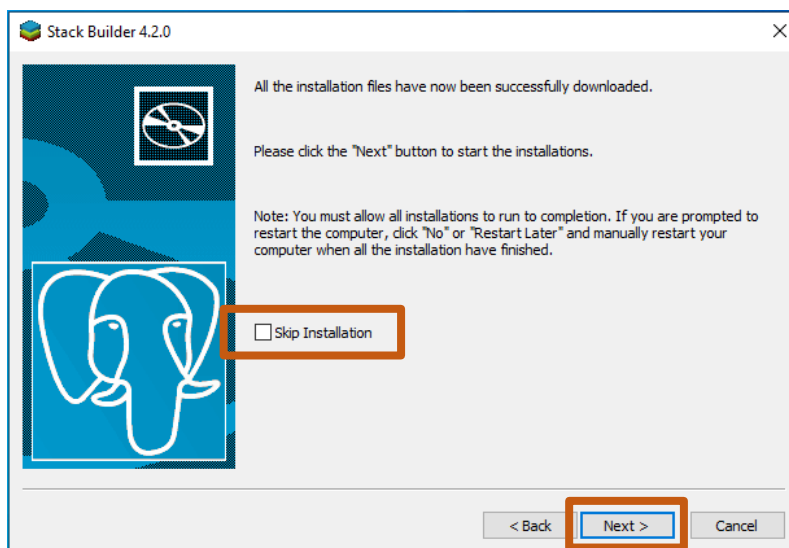 Stack Builder 4.2.0
All the installation files have now been successfully downloaded.
Please click the "Next" button to start the installations.
Note: You must allow all installations to run to completion. If you are prompted to
restart the computer, click "No" or "Restart Later" and manually restart your
computer when all the installation have finished.
Skip Installation
< Back
Next >
Cancel